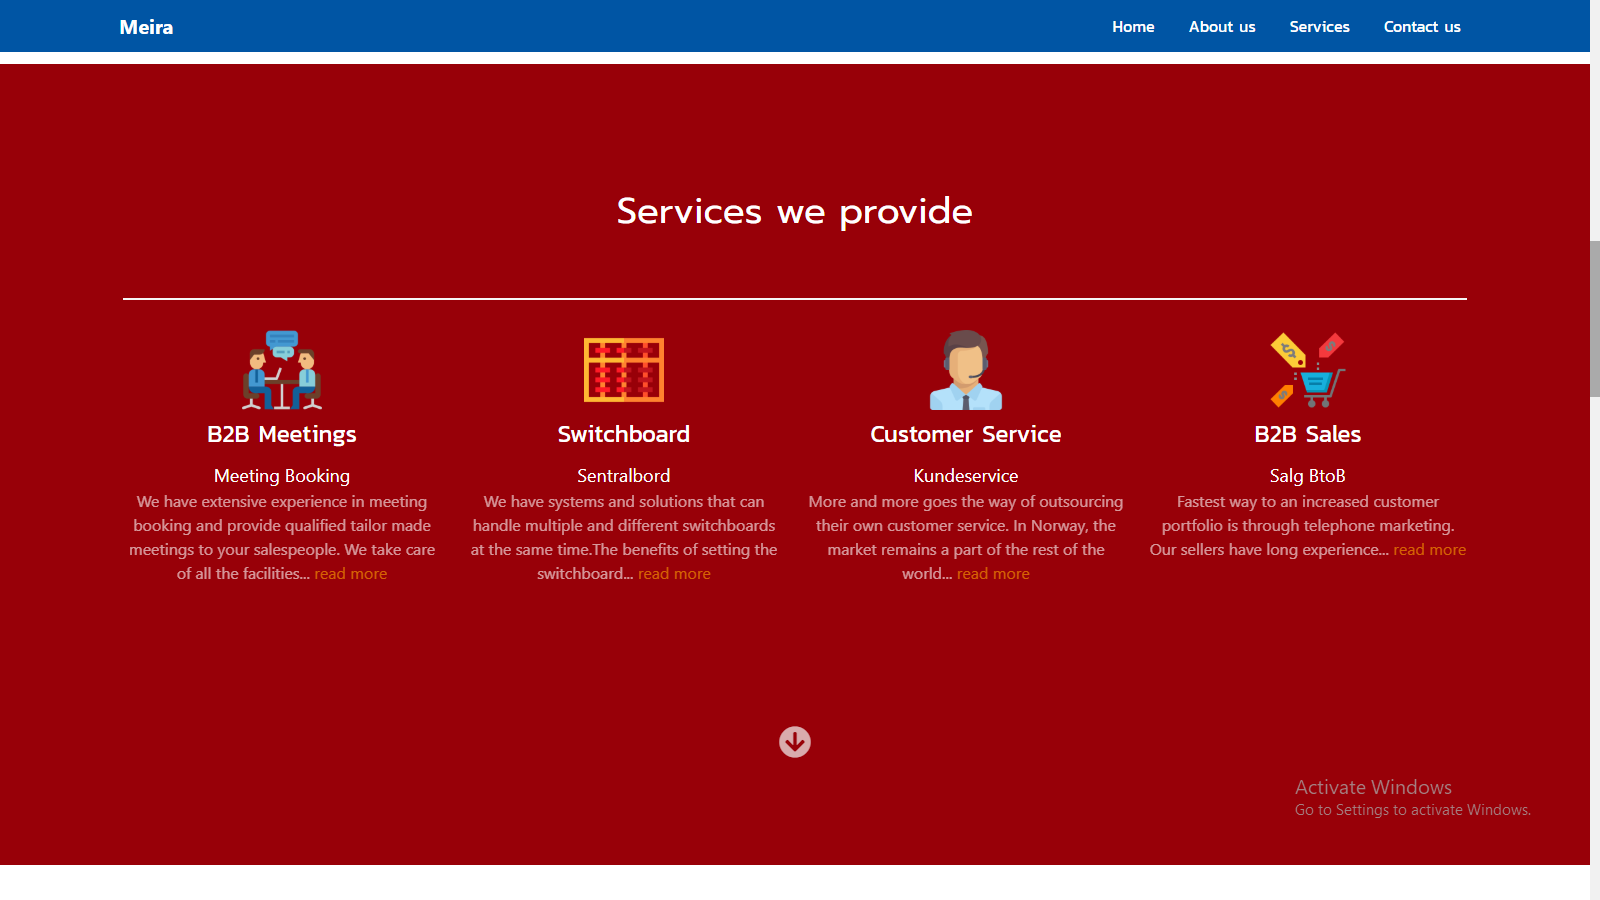 Meira
Home
About us
Services
Contact us
Services we provide
B2B Meetings
Meeting Booking
We have extensive experience in meeting
booking and provide qualified tailor made
meetings to your salespeople. We take care
of all the facilities... read more
Switchboard
Sentralbord
We have systems and solutions that can
handle multiple and different switchboards
at the same time.The benefits of setting the
switchboard... read more
Customer Service
Kundeservice
More and more goes the way of outsourcing
their own customer service. In Norway, the
market remains a part of the rest of the
world... read more
B2B Sales
Salg BtoB
Fastest way to an increased customer
portfolio is through telephone marketing.
Our sellers have long experience... read more
Activate Windows
Go to Settings to activate Windows.